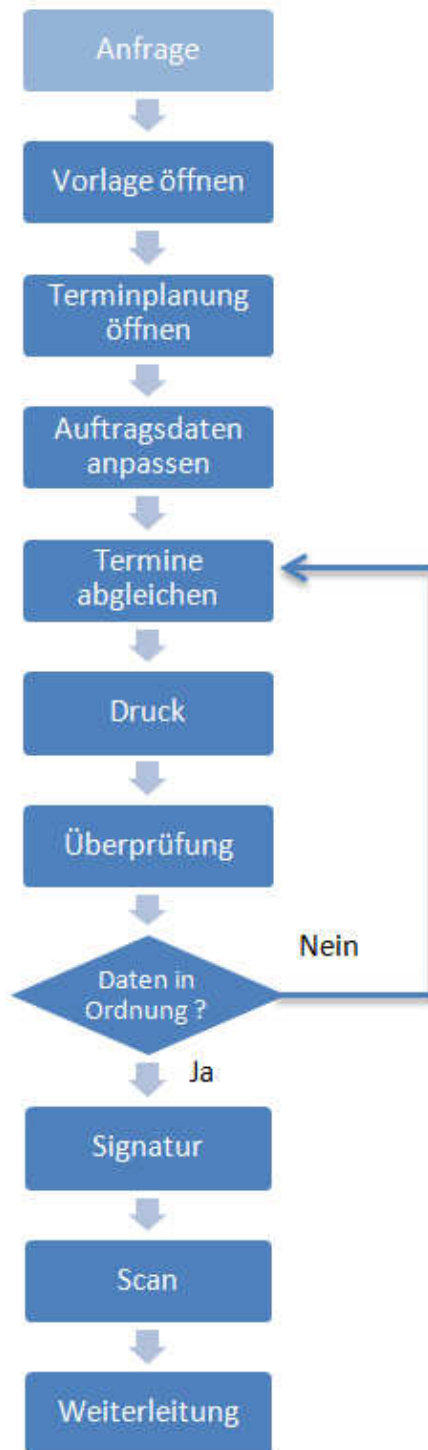 Anfrage
Vorlage öffnen
Terminplanung
öffnen
Auftragsdaten
anpassen
Termine
abgleichen
Druck
Überprüfung
Nein
Daten in
Ordnung ?
Ja
Signatur
Scan
Weiterleitung